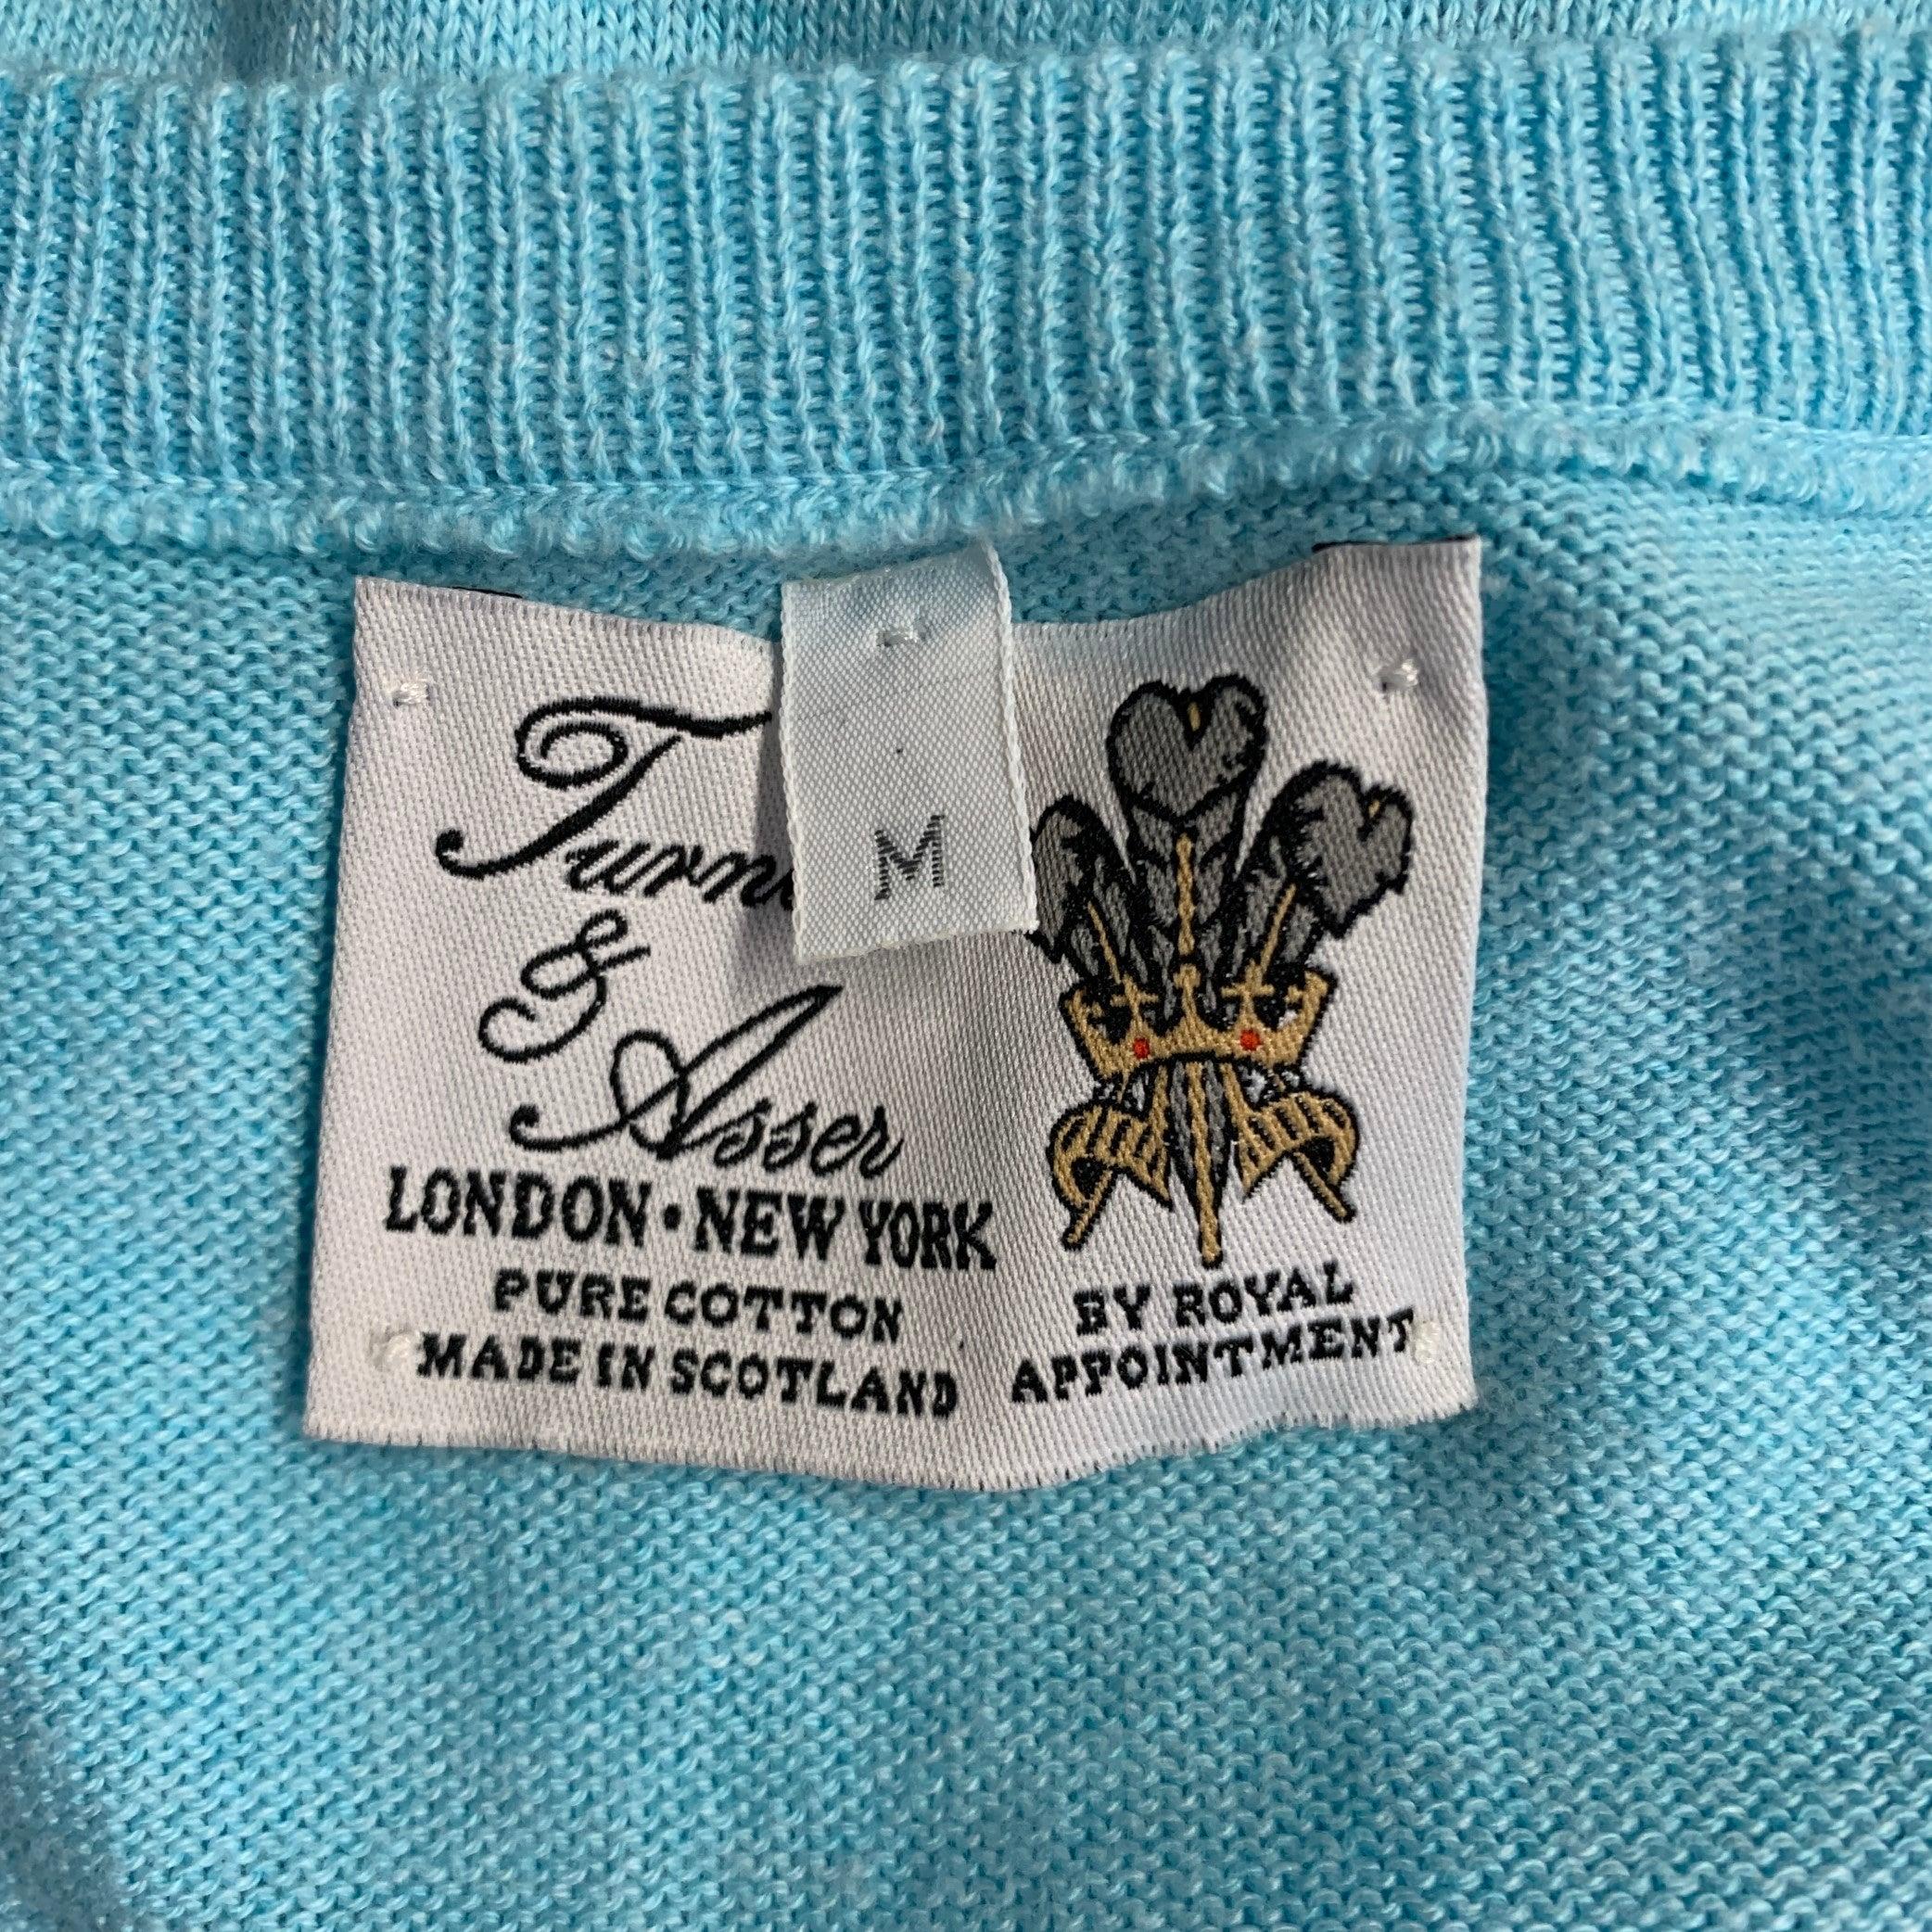 M
&
Asser
LONDON • NEW YORK
PURE COTTON
MADE IN SCOTLAND
BY ROYAL
APPOINTMENT